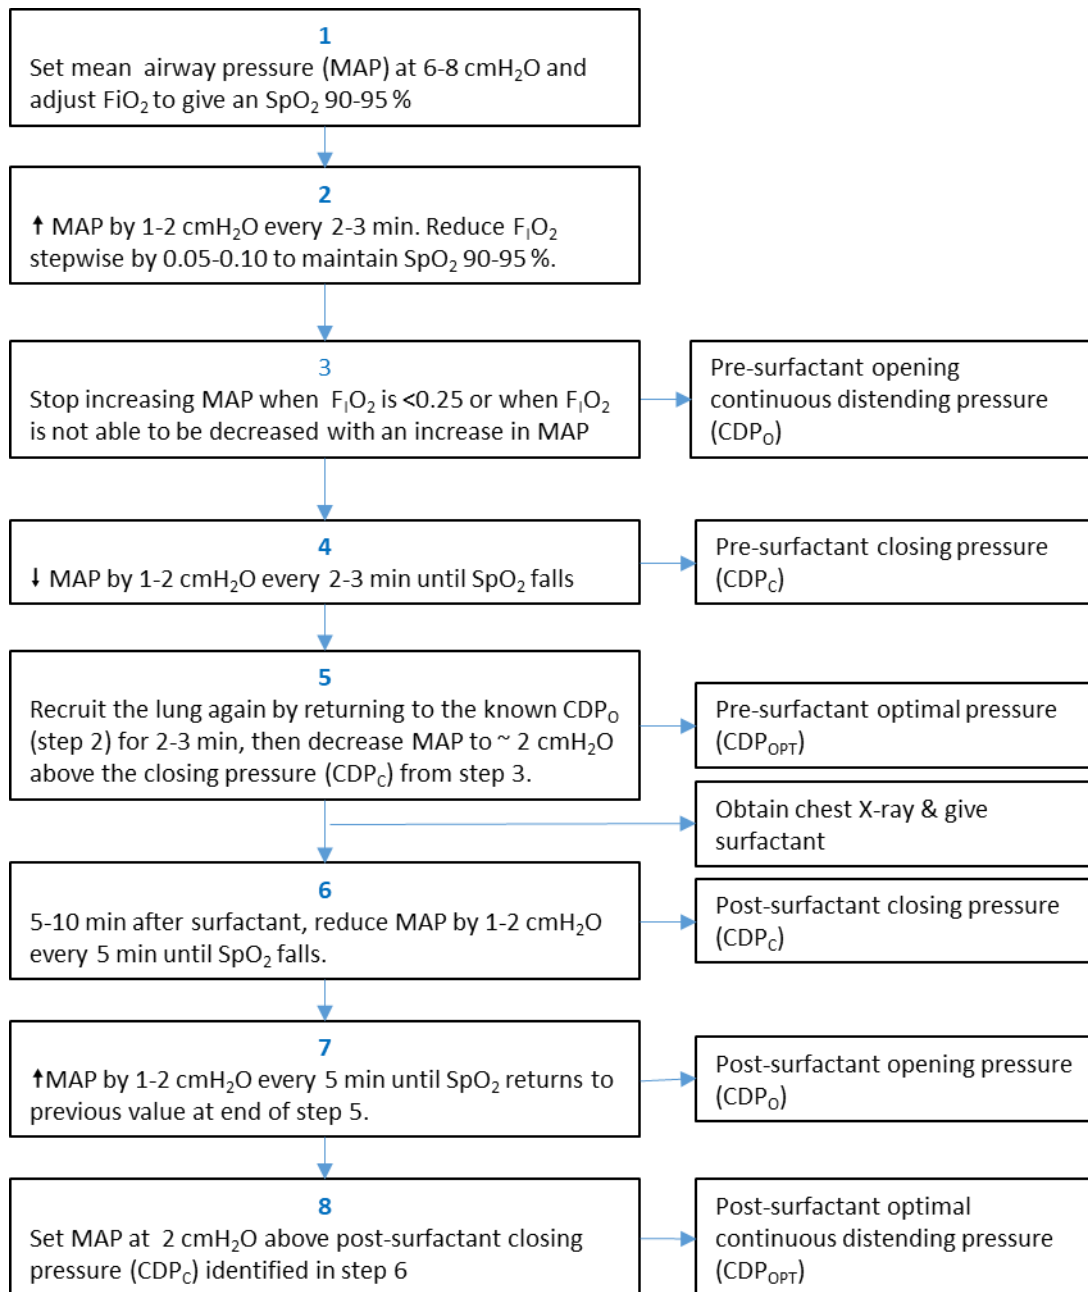 1
Set mean airway pressure (MAP) at 6-8 cmH₂O and
adjust FiO₂ to give an SpO₂ 90-95 %
2
↑ MAP by 1-2 cmH₂O every 2-3 min. Reduce FᵢO₂
stepwise by 0.05-0.10 to maintain SpO₂ 90-95 %.
3
Stop increasing MAP when FᵢO₂ is <0.25 or when FᵢO₂
is not able to be decreased with an increase in MAP
Pre-surfactant opening
continuous distending pressure
(CDP_O)
4
↓ MAP by 1-2 cmH₂O every 2-3 min until SpO₂ falls
Pre-surfactant closing pressure
(CDP_C)
5
Recruit the lung again by returning to the known CDP_O
(step 2) for 2-3 min, then decrease MAP to ~ 2 cmH₂O
above the closing pressure (CDP_C) from step 3.
Pre-surfactant optimal pressure
(CDP_OPT)
Obtain chest X-ray & give
surfactant
6
5-10 min after surfactant, reduce MAP by 1-2 cmH₂O
every 5 min until SpO₂ falls.
Post-surfactant closing pressure
(CDP_C)
7
↑MAP by 1-2 cmH₂O every 5 min until SpO₂ returns to
previous value at end of step 5.
Post-surfactant opening pressure
(CDP_O)
8
Set MAP at 2 cmH₂O above post-surfactant closing
pressure (CDP_C) identified in step 6
Post-surfactant optimal
continuous distending pressure
(CDP_OPT)